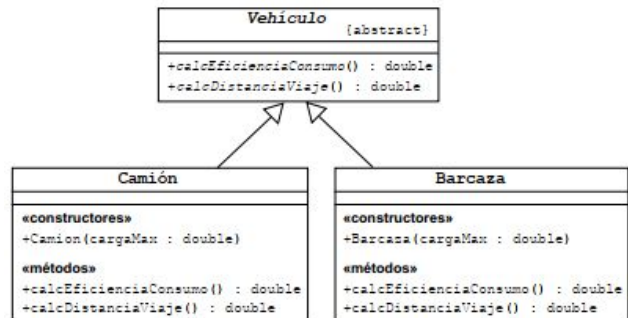 Vehículo
{abstract}
+calcEficienciaConsumo() : double
+calcDistanciaViaje() : double
Camión
«constructores»
+Camion(cargaMax : double)
«métodos»
+calcEficienciaConsumo() : double
+calcDistanciaViaje() : double
Barcaza
«constructores»
+Barcaza(cargaMax : double)
«métodos»
+calcEficienciaConsumo() : double
+calcDistanciaViaje() : double